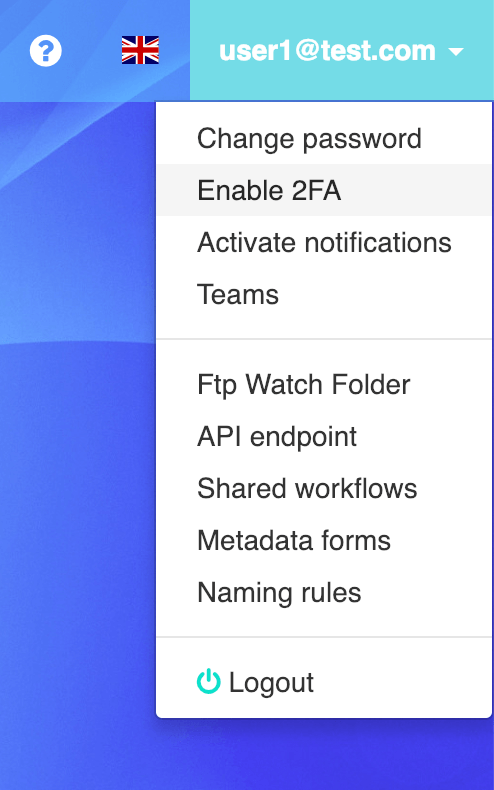 ?
user1@test.com
Change password
Enable 2FA
Activate notifications
Teams
Ftp Watch Folder
API endpoint
Shared workflows
Metadata forms
Naming rules
Logout